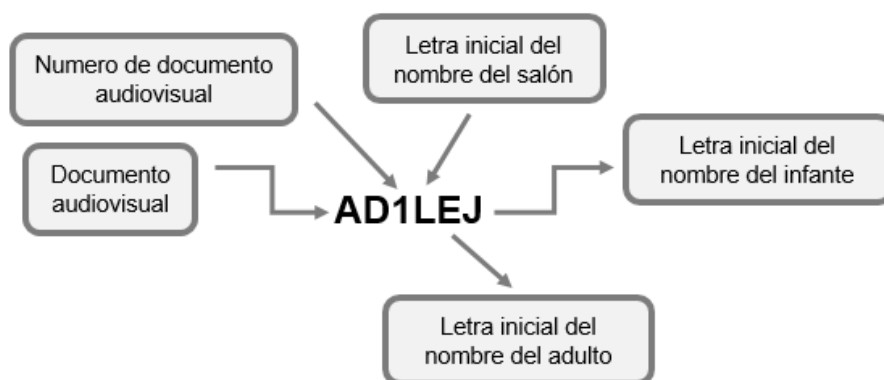 Numero de documento
audiovisual
Letra inicial del
nombre del salón
Documento
audiovisual
Letra inicial del
nombre del infante
AD1LEJ
Letra inicial del
nombre del adulto